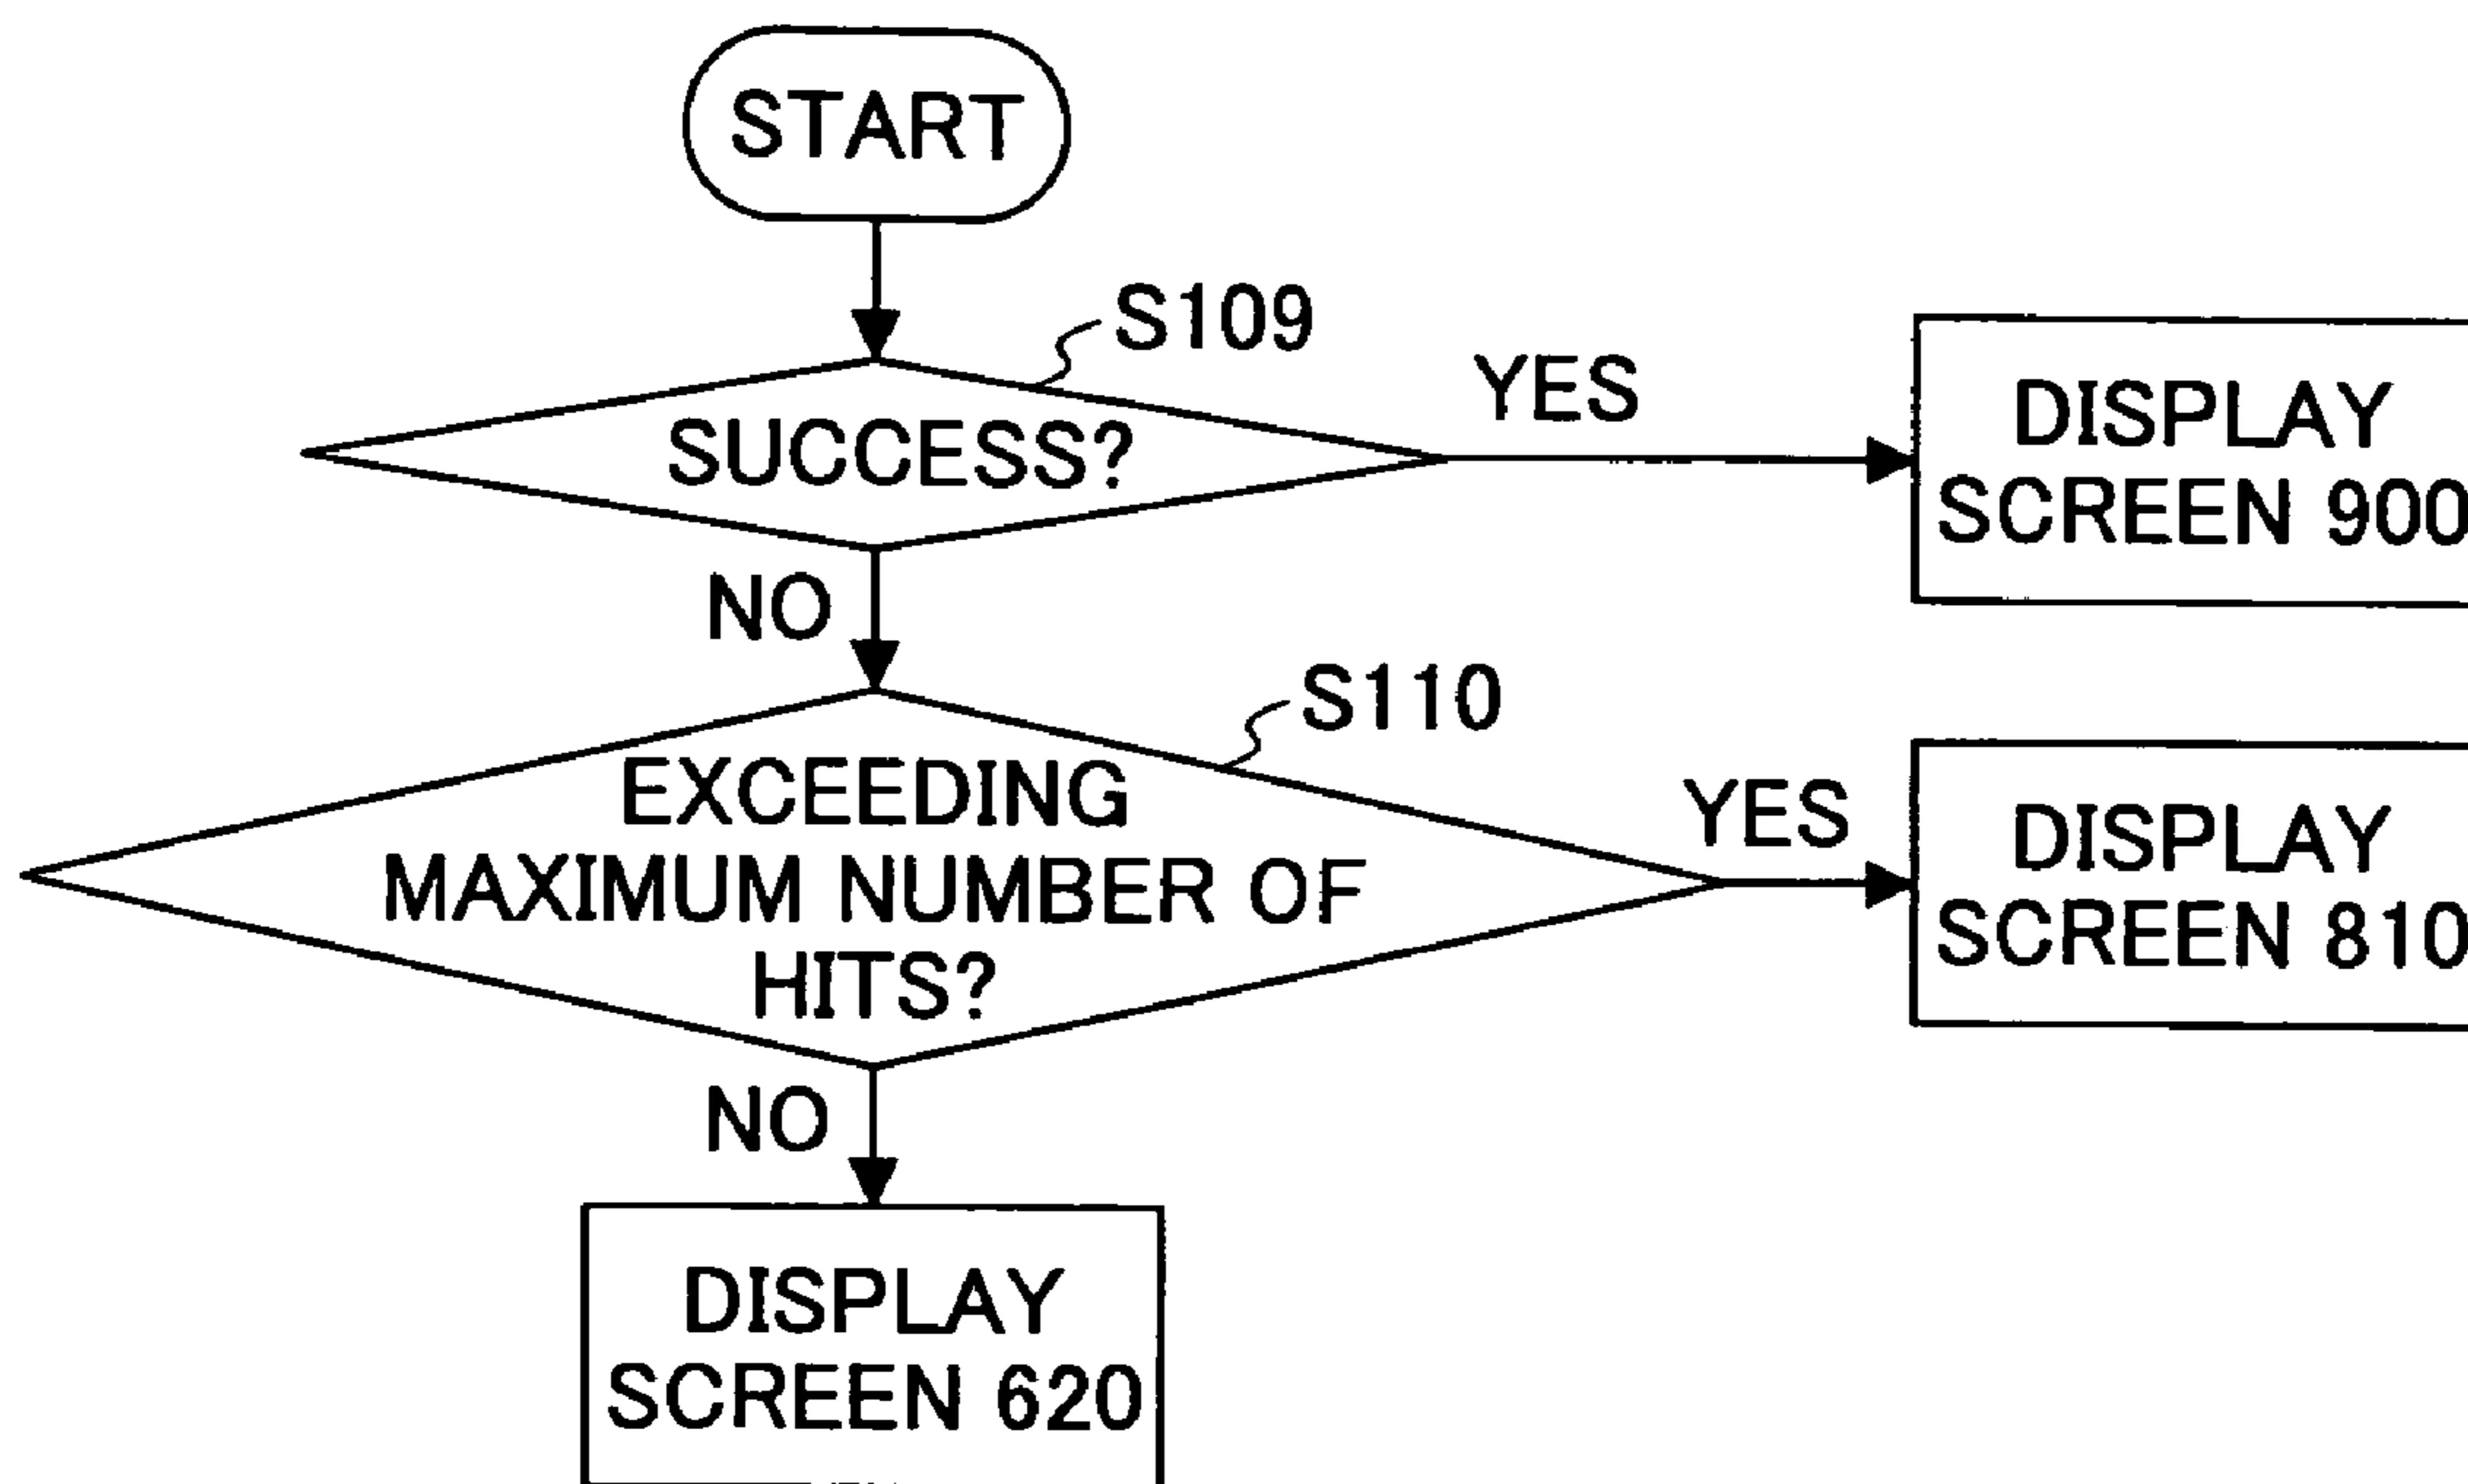 START
S109
SUCCESS?
YES
DISPLAY
SCREEN 900
NO
S110
EXCEEDING
MAXIMUM NUMBER OF
HITS?
YES
DISPLAY
SCREEN 810
NO
DISPLAY
SCREEN 620